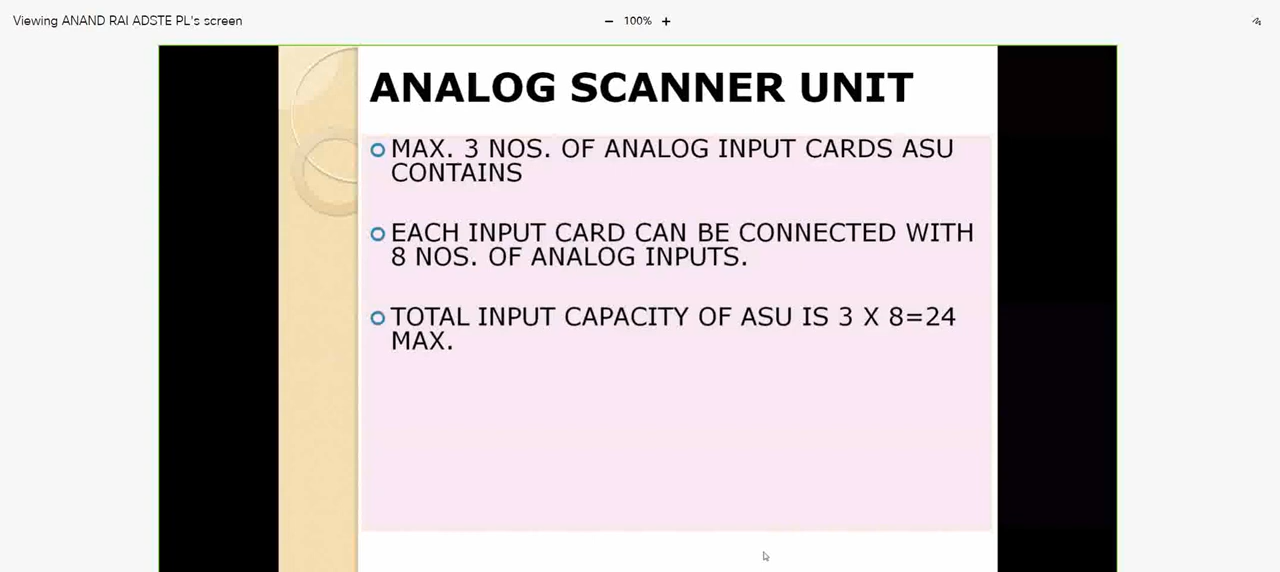 Viewing ANAND RAI ADSTE PL's screen
− 100% +
ANALOG SCANNER UNIT
MAX. 3 NOS. OF ANALOG INPUT CARDS ASU
CONTAINS
EACH INPUT CARD CAN BE CONNECTED WITH
8 NOS. OF ANALOG INPUTS.
TOTAL INPUT CAPACITY OF ASU IS 3 X 8=24
MAX.